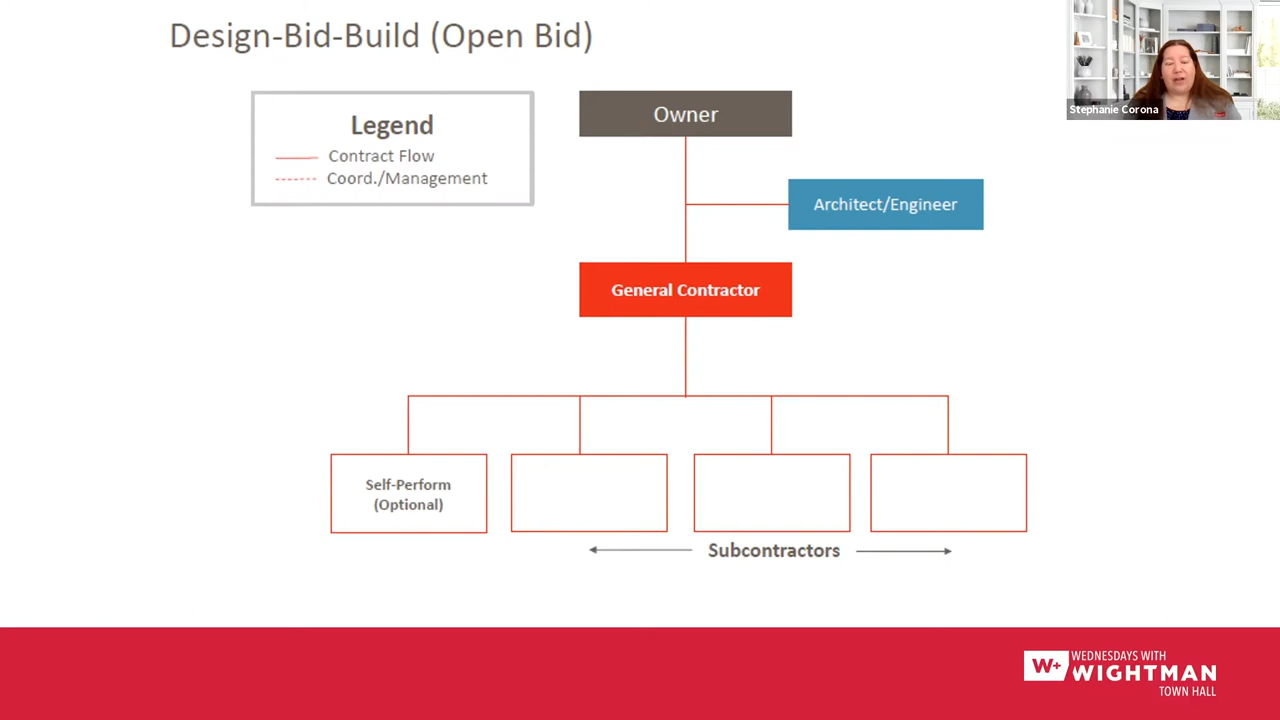 Design-Bid-Build (Open Bid)
Stephanie Corona
Legend
Contract Flow
Coord./Management
Owner
Architect/Engineer
General Contractor
Self-Perform
(Optional)
Subcontractors
W+
WEDNESDAYS WITH
WIGHTMAN
TOWN HALL